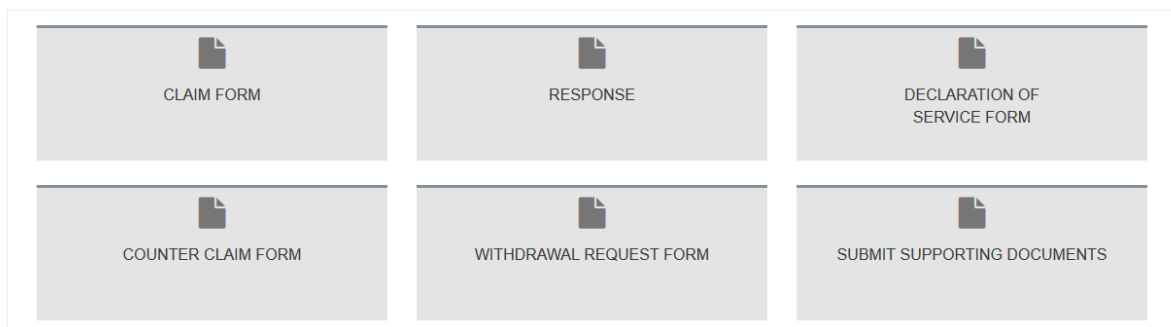 CLAIM FORM
RESPONSE
DECLARATION OF
SERVICE FORM
COUNTER CLAIM FORM
WITHDRAWAL REQUEST FORM
SUBMIT SUPPORTING DOCUMENTS